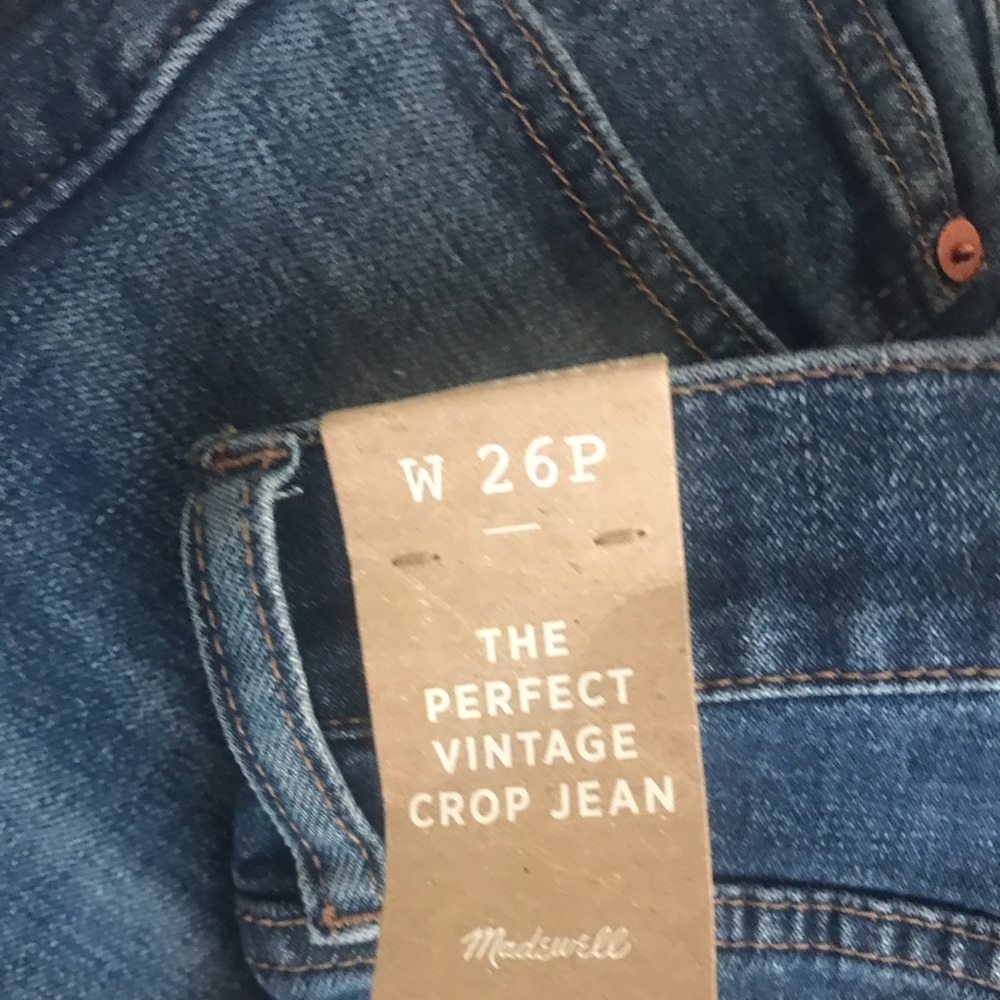 W 26P
THE
PERFECT
VINTAGE
CROP JEAN
Madewell